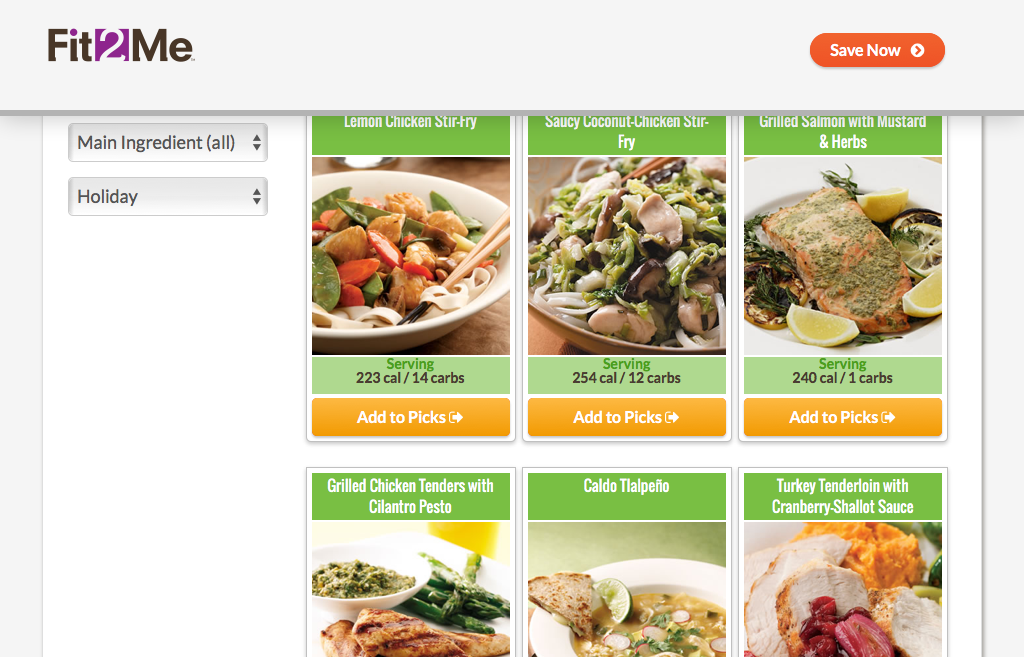 Fit2Me
Save Now
Main Ingredient (all)
Holiday
Lemon Chicken Stir-Fry
Serving
223 cal / 14 carbs
Add to Picks
Saucy Coconut-Chicken Stir-
Fry
Serving
254 cal / 12 carbs
Add to Picks
Grilled Salmon with Mustard
& Herbs
Serving
240 cal / 1 carbs
Add to Picks
Grilled Chicken Tenders with
Cilantro Pesto
Caldo Tlalpeño
Turkey Tenderloin with
Cranberry-Shallot Sauce